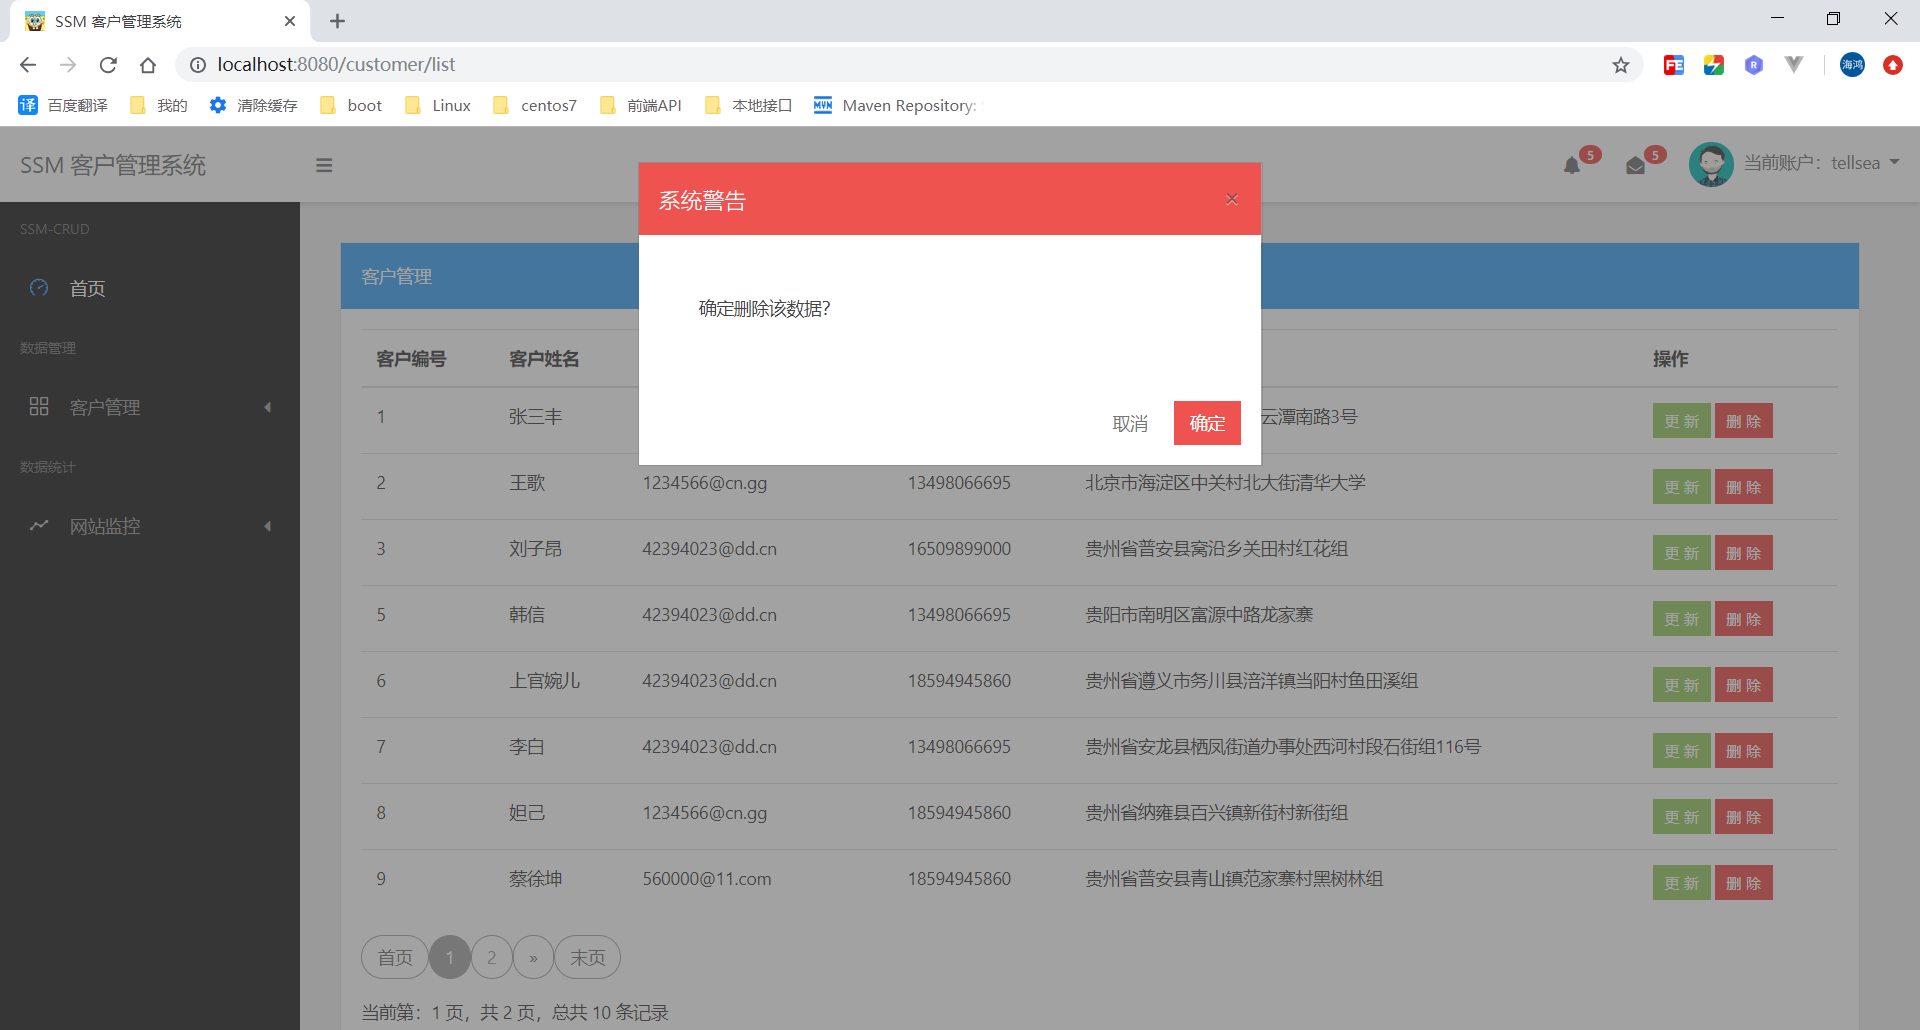 SSM 客户管理系统
localhost:8080/customer/list
FE R 海鸿
译 百度翻译 我的 清除缓存 boot Linux centos7 前端API 本地接口 MVN Maven Repository:
SSM 客户管理系统
5 5 当前账户：tellsea
SSM-CRUD
首页
数据管理
客户管理
数据统计
网站监控
系统警告 ×
确定删除该数据?
取消 确定
客户管理
客户编号 客户姓名 操作
1 张三丰 云潭南路3号 更 新 删 除
2 王歌 1234566@cn.gg 13498066695 北京市海淀区中关村北大街清华大学 更 新 删 除
3 刘子昂 42394023@dd.cn 16509899000 贵州省普安县窝沿乡关田村红花组 更 新 删 除
5 韩信 42394023@dd.cn 13498066695 贵阳市南明区富源中路龙家寨 更 新 删 除
6 上官婉儿 42394023@dd.cn 18594945860 贵州省遵义市务川县涪洋镇当阳村鱼田溪组 更 新 删 除
7 李白 42394023@dd.cn 13498066695 贵州省安龙县栖凤街道办事处西河村段石街组116号 更 新 删 除
8 妲己 1234566@cn.gg 18594945860 贵州省纳雍县百兴镇新街村新街组 更 新 删 除
9 蔡徐坤 560000@11.com 18594945860 贵州省普安县青山镇范家寨村黑树林组 更 新 删 除
首页 1 2 » 末页
当前第：1 页，共 2 页，总共 10 条记录